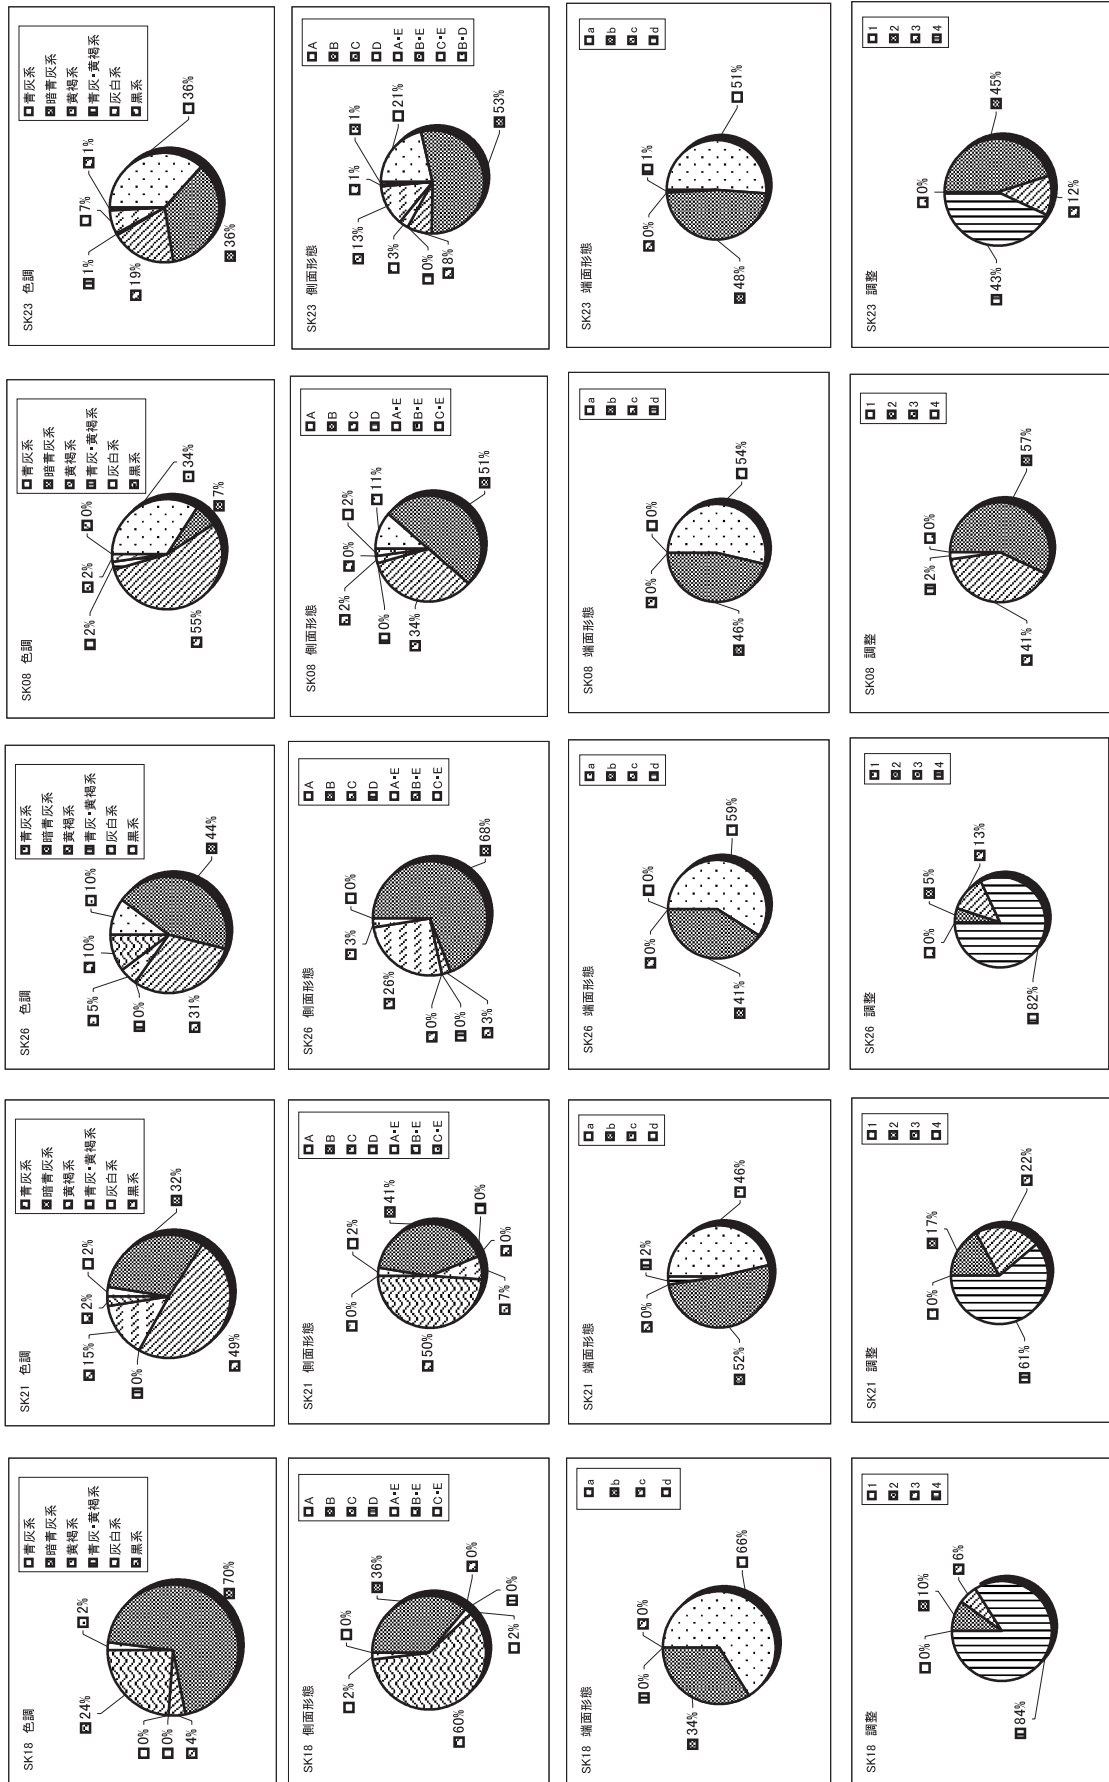 SK18 色調
青灰系
暗青灰系
黄褐系
青灰・黄褐系
灰白系
黒系
2%
70%
4%
0%
0%
24%
SK21 色調
青灰系
暗青灰系
黄褐系
青灰・黄褐系
灰白系
黒系
2%
32%
49%
0%
15%
2%
SK26 色調
青灰系
暗青灰系
黄褐系
青灰・黄褐系
灰白系
黒系
10%
44%
31%
0%
5%
10%
SK08 色調
青灰系
暗青灰系
黄褐系
青灰・黄褐系
灰白系
黒系
34%
7%
55%
2%
2%
0%
SK23 色調
青灰系
暗青灰系
黄褐系
青灰・黄褐系
灰白系
黒系
36%
36%
19%
1%
7%
1%
SK18 側面形態
A
B
C
D
A・E
B・E
C・E
0%
36%
0%
0%
2%
60%
2%
SK21 側面形態
A
B
C
D
A・E
B・E
C・E
2%
41%
0%
0%
7%
50%
0%
SK26 側面形態
A
B
C
D
A・E
B・E
C・E
0%
68%
3%
0%
0%
26%
3%
SK08 側面形態
A
B
C
D
A・E
B・E
C・E
11%
51%
34%
0%
2%
0%
2%
SK23 側面形態
A
B
C
D
A・E
B・E
C・E
B・D
21%
53%
8%
0%
3%
13%
1%
1%
SK18 端面形態
a
b
c
d
66%
34%
0%
0%
SK21 端面形態
a
b
c
d
46%
52%
0%
2%
SK26 端面形態
a
b
c
d
59%
41%
0%
0%
SK08 端面形態
a
b
c
d
54%
46%
0%
0%
SK23 端面形態
a
b
c
d
51%
48%
0%
1%
SK18 調整
1
2
3
4
0%
10%
6%
84%
SK21 調整
1
2
3
4
0%
17%
22%
61%
SK26 調整
1
2
3
4
0%
5%
13%
82%
SK08 調整
1
2
3
4
0%
57%
41%
2%
SK23 調整
1
2
3
4
0%
45%
12%
43%